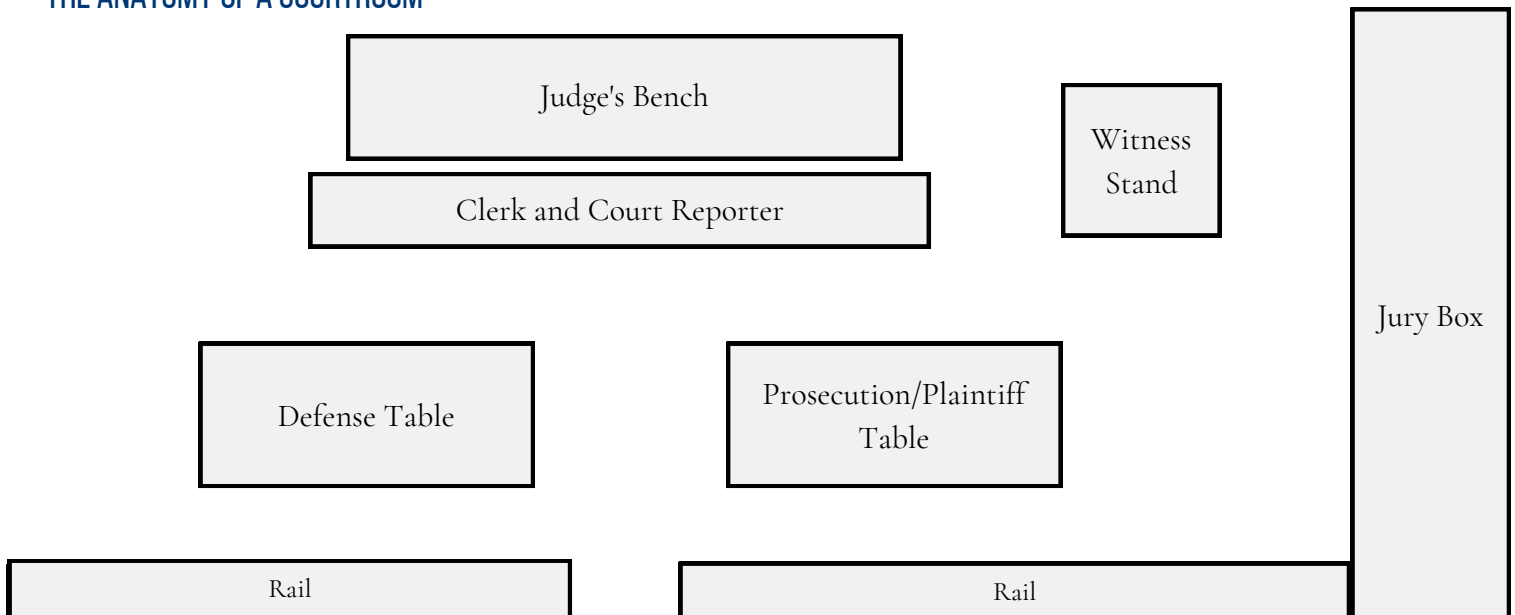 THE ANATOMY OF A COURTROOM
Judge's Bench
Witness
Stand
Clerk and Court Reporter
Jury Box
Defense Table
Prosecution/Plaintiff
Table
Rail
Rail